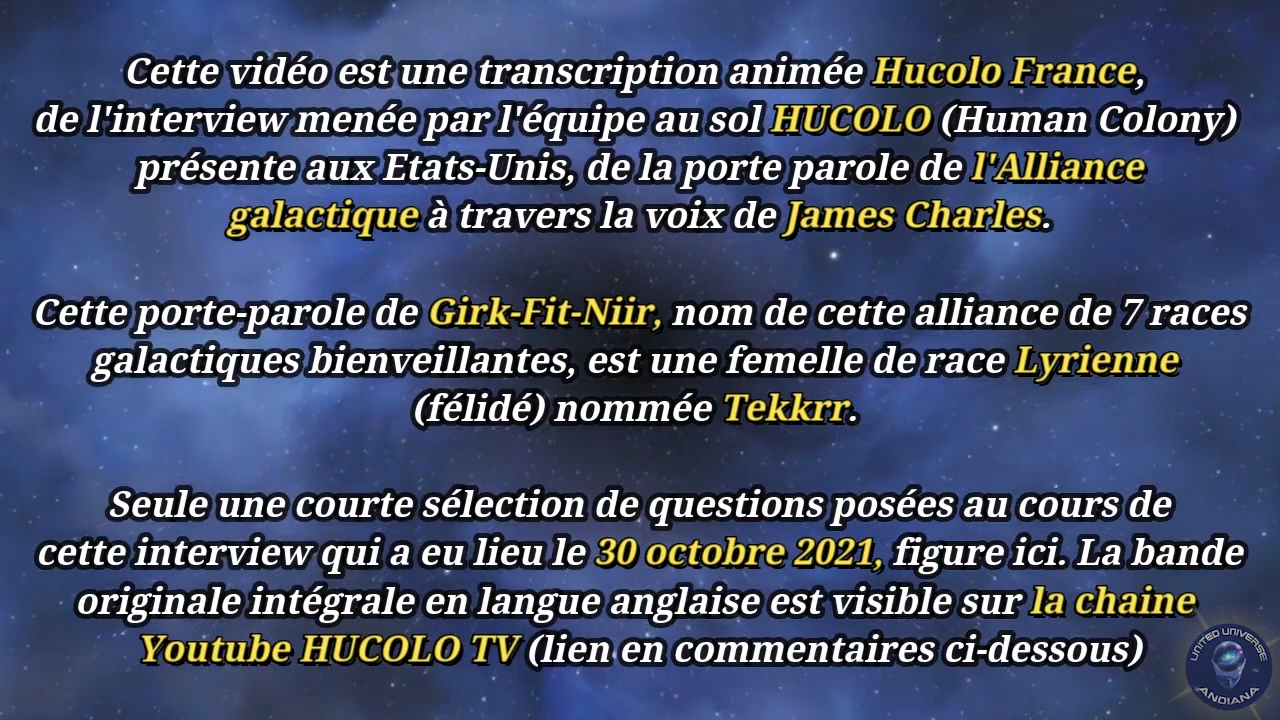 Cette vidéo est une transcription animée Hucolo France,
de l'interview menée par l'équipe au sol HUCOLO (Human Colony)
présente aux Etats-Unis, de la porte parole de l'Alliance
galactique à travers la voix de James Charles.
Cette porte-parole de Girk-Fit-Niir, nom de cette alliance de 7 races
galactiques bienveillantes, est une femelle de race Lyrienne
(félidé) nommée Tekkrr.
Seule une courte sélection de questions posées au cours de
cette interview qui a eu lieu le 30 octobre 2021, figure ici. La bande
originale intégrale en langue anglaise est visible sur la chaine
Youtube HUCOLO TV (lien en commentaires ci-dessous)
UNITED UNIVERSE
ANDIANA